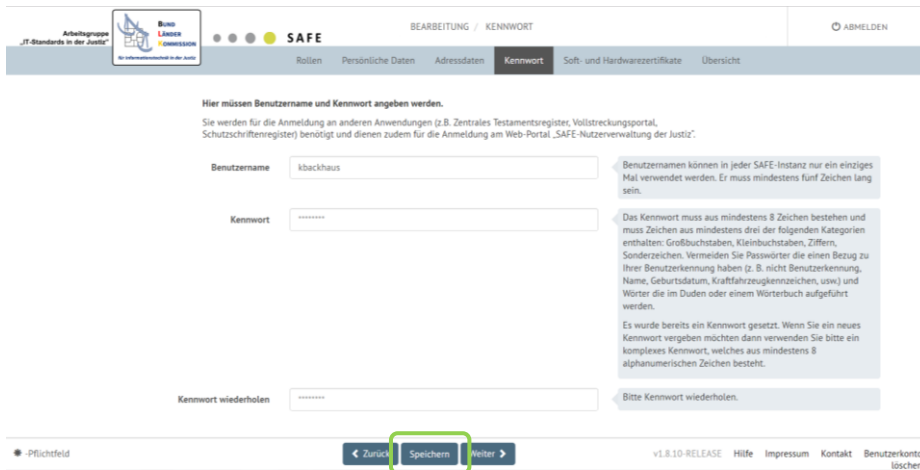 Arbeitsgruppe
„IT-Standards in der Justiz"
BUND
LÄNDER
KOMMISSION
für Informationstechnik in der Justiz
SAFE
BEARBEITUNG / KENNWORT
ABMELDEN
Rollen Persönliche Daten Adressdaten Kennwort Soft- und Hardwarezertifikate Übersicht
Hier müssen Benutzername und Kennwort angeben werden.
Sie werden für die Anmeldung an anderen Anwendungen (z.B. Zentrales Testamentsregister, Vollstreckungsportal,
Schutzschriftenregister) benötigt und dienen zudem für die Anmeldung am Web-Portal „SAFE-Nutzerverwaltung der Justiz".
Benutzername kbackhaus
Benutzernamen können in jeder SAFE-Instanz nur ein einziges
Mal verwendet werden. Er muss mindestens fünf Zeichen lang
sein.
Kennwort ********
Das Kennwort muss aus mindestens 8 Zeichen bestehen und
muss Zeichen aus mindestens drei der folgenden Kategorien
enthalten: Großbuchstaben, Kleinbuchstaben, Ziffern,
Sonderzeichen. Vermeiden Sie Passwörter die einen Bezug zu
Ihrer Benutzerkennung haben (z. B. nicht Benutzerkennung,
Name, Geburtsdatum, Kraftfahrzeugkennzeichen, usw.) und
Wörter die im Duden oder einem Wörterbuch aufgeführt
werden.
Es wurde bereits ein Kennwort gesetzt. Wenn Sie ein neues
Kennwort vergeben möchten dann verwenden Sie bitte ein
komplexes Kennwort, welches aus mindestens 8
alphanumerischen Zeichen besteht.
Kennwort wiederholen ********
Bitte Kennwort wiederholen.
-Pflichtfeld
Zurück Speichern Weiter
v1.8.10-RELEASE Hilfe Impressum Kontakt Benutzerkonto
löschen